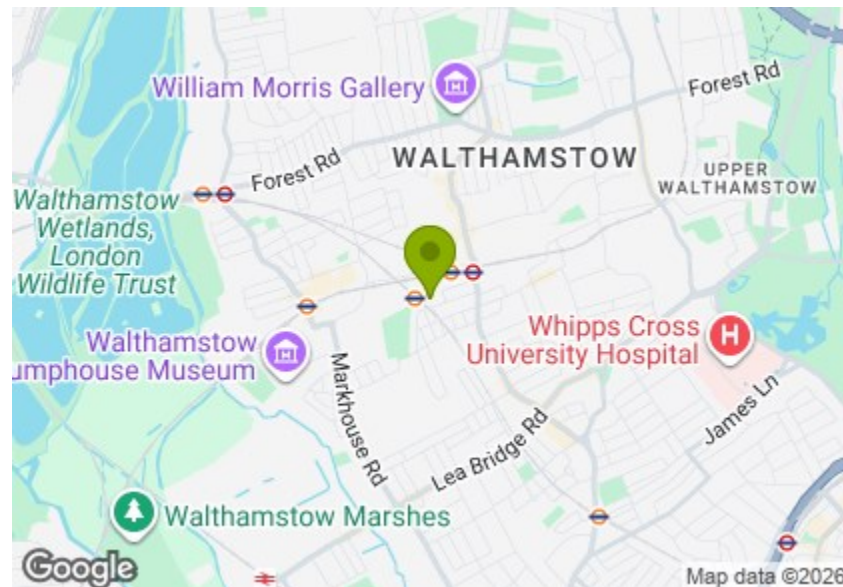 William Morris Gallery
Forest Rd
WALTHAMSTOW
Forest Rd
UPPER
WALTHAMSTOW
Walthamstow
Wetlands,
London
Wildlife Trust
Walthamstow
umphouse Museum
Whipps Cross
University Hospital
H
Markhouse Rd
James Ln
Lea Bridge Rd
Walthamstow Marshes
Google
Map data ©2026